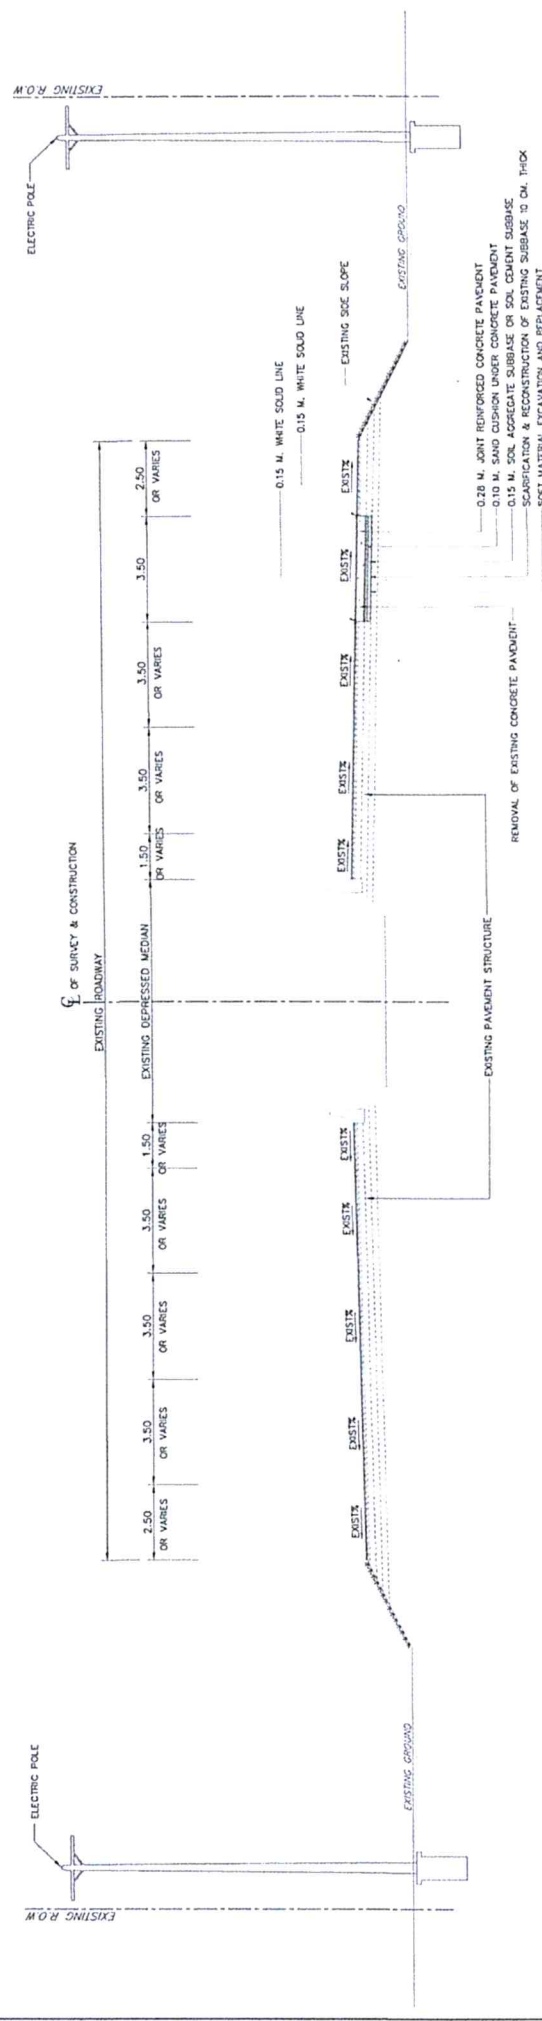 EXISTING R.O.W
ELECTRIC POLE
EXISTING GROUND
2.50
OR VARIES
3.50
OR VARIES
3.50
OR VARIES
3.50
OR VARIES
1.50
OR VARIES
EXISTING DEPRESSED MEDIAN
EXISTING ROADWAY
℄ OF SURVEY & CONSTRUCTION
1.50
OR VARIES
3.50
OR VARIES
3.50
OR VARIES
3.50
2.50
OR VARIES
EXIST%
EXIST%
EXIST%
EXIST%
EXIST%
EXIST%
EXIST%
EXIST%
EXIST%
EXIST%
EXISTING PAVEMENT STRUCTURE
0.15 M. WHITE SOLID LINE
0.15 M. WHITE SOLID LINE
EXISTING SIDE SLOPE
ELECTRIC POLE
EXISTING R.O.W
EXISTING GROUND
0.28 M. JOINT REINFORCED CONCRETE PAVEMENT
0.10 M. SAND CUSHION UNDER CONCRETE PAVEMENT
0.15 M. SOIL AGGREGATE SUBBASE OR SOIL CEMENT SUBBASE
SCARIFICATION & RECONSTRUCTION OF EXISTING SUBBASE 10 CM. THICK
SOFT MATERIAL EXCAVATION AND REPLACEMENT
REMOVAL OF EXISTING CONCRETE PAVEMENT